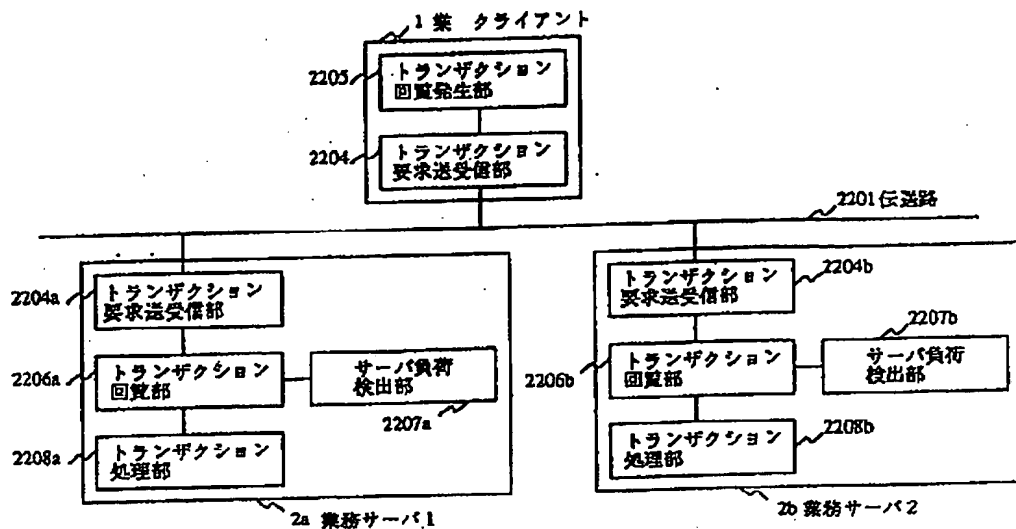 1 業 クライアント
2205
トランザクション
回覧発生部
2204
トランザクション
要求送受信部
2201 伝送路
2204a
トランザクション
要求送受信部
2206a
トランザクション
回覧部
サーバ負荷
検出部
2207a
2208a
トランザクション
処理部
2a 業務サーバ1
2204b
トランザクション
要求送受信部
2207b
2206b
トランザクション
回覧部
サーバ負荷
検出部
2208b
トランザクション
処理部
2b 業務サーバ2